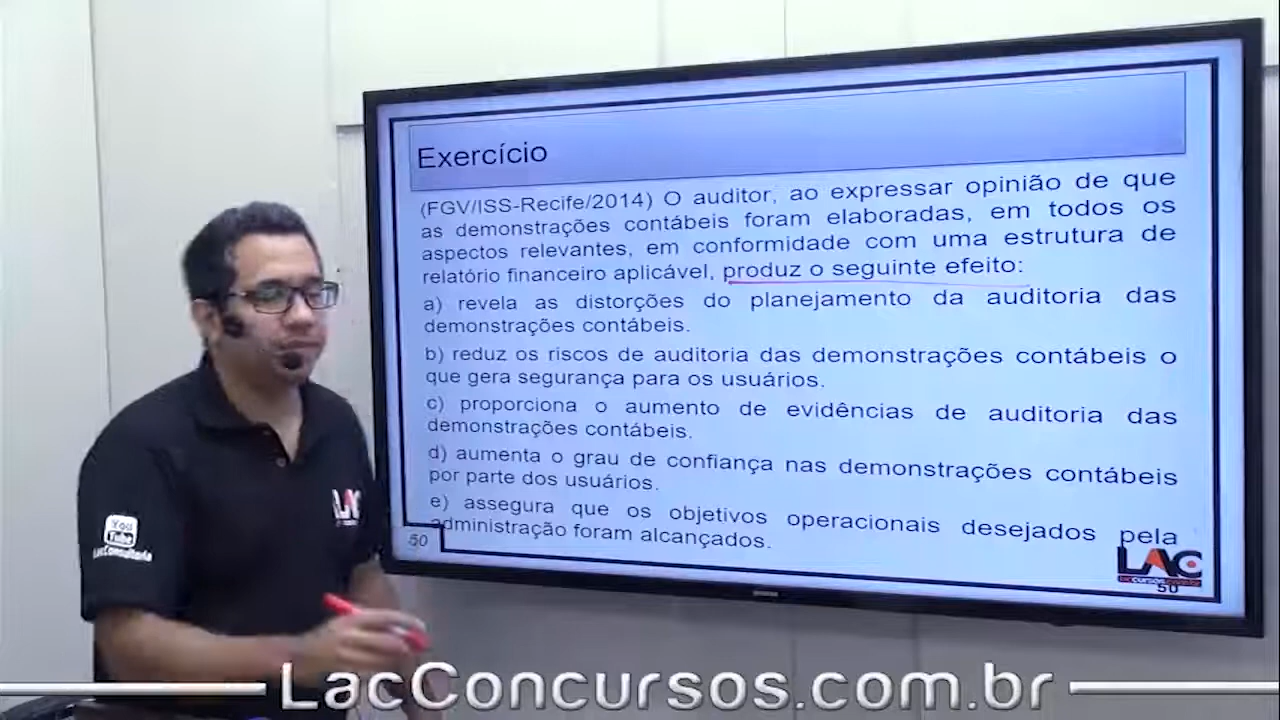 Exercício
(FGV/ISS-Recife/2014) O auditor, ao expressar opinião de que
as demonstrações contábeis foram elaboradas, em todos os
aspectos relevantes, em conformidade com uma estrutura de
relatório financeiro aplicável, produz o seguinte efeito:
a) revela as distorções do planejamento da auditoria das
demonstrações contábeis.
b) reduz os riscos de auditoria das demonstrações contábeis o
que gera segurança para os usuários.
c) proporciona o aumento de evidências de auditoria das
demonstrações contábeis.
d) aumenta o grau de confiança nas demonstrações contábeis
por parte dos usuários.
e) assegura que os objetivos operacionais desejados pela
administração foram alcançados.
50
LAC
laccursos.com.br
50
LAC
You
Tube
LacConsultoria
LacConcursos.com.br